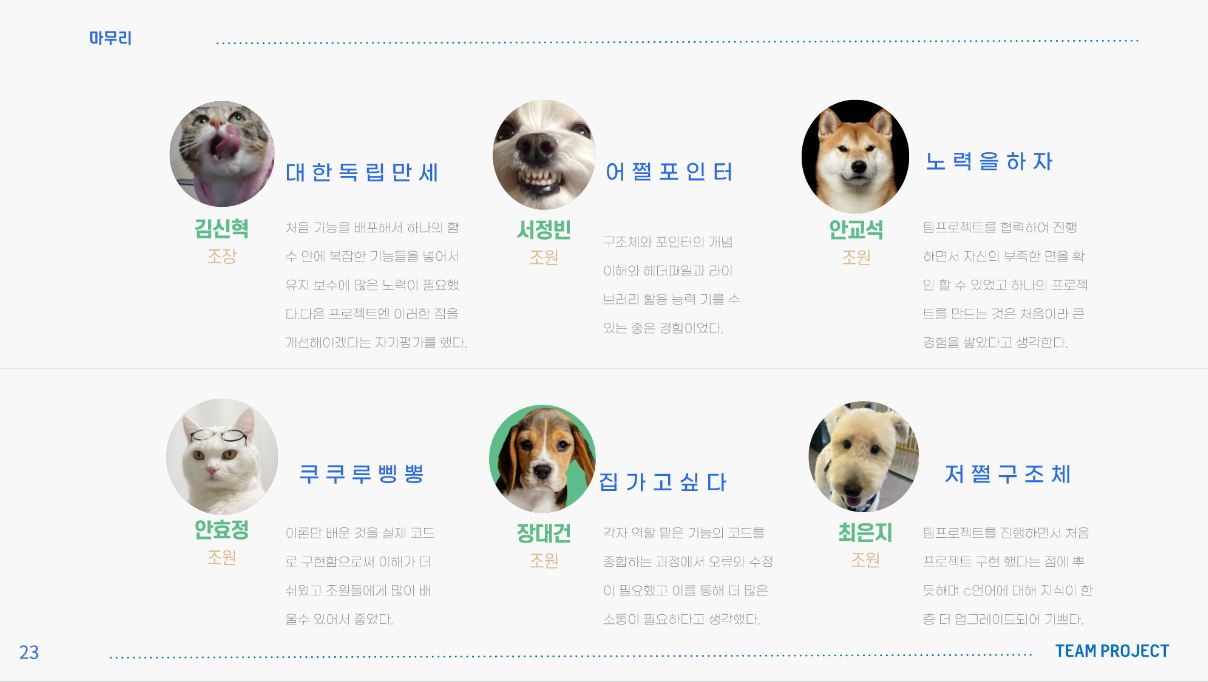 마무리
대한독립만세
김신혁
조장
처음 기능을 배포해서 하나의 함
수 안에 복잡한 기능들을 넣어서
유지 보수에 많은 노력이 필요했
다.다음 프로젝트엔 이러한 점을
개선해야겠다는 자기평가를 했다.
어쩔포인터
서정빈
조원
구조체와 포인터의 개념
이해와 헤더파일과 라이
브러리 활용 능력 기를 수
있는 좋은 경험이었다.
노력을하자
안교석
조원
팀프로젝트를 협력하여 진행
하면서 자신의 부족한 면을 확
인 할 수 있었고 하나의 프로젝
트를 만드는 것은 처음이라 큰
경험을 쌓았다고 생각한다.
쿠쿠루삥뽕
안효정
조원
이론만 배운 것을 실제 코드
로 구현함으로써 이해가 더
쉬웠고 조원들에게 많이 배
울수 있어서 좋았다.
집가고싶다
장대건
조원
각자 역할 맡은 기능의 코드를
종합하는 과정에서 오류와 수정
이 필요했고 이를 통해 더 많은
소통이 필요하다고 생각했다.
저쩔구조체
최은지
조원
팀프로젝트를 진행하면서 처음
프로젝트 구현 했다는 점에 뿌
듯하며 c언어에 대해 지식이 한
층 더 업그레이드되어 기쁘다.
23
TEAM PROJECT